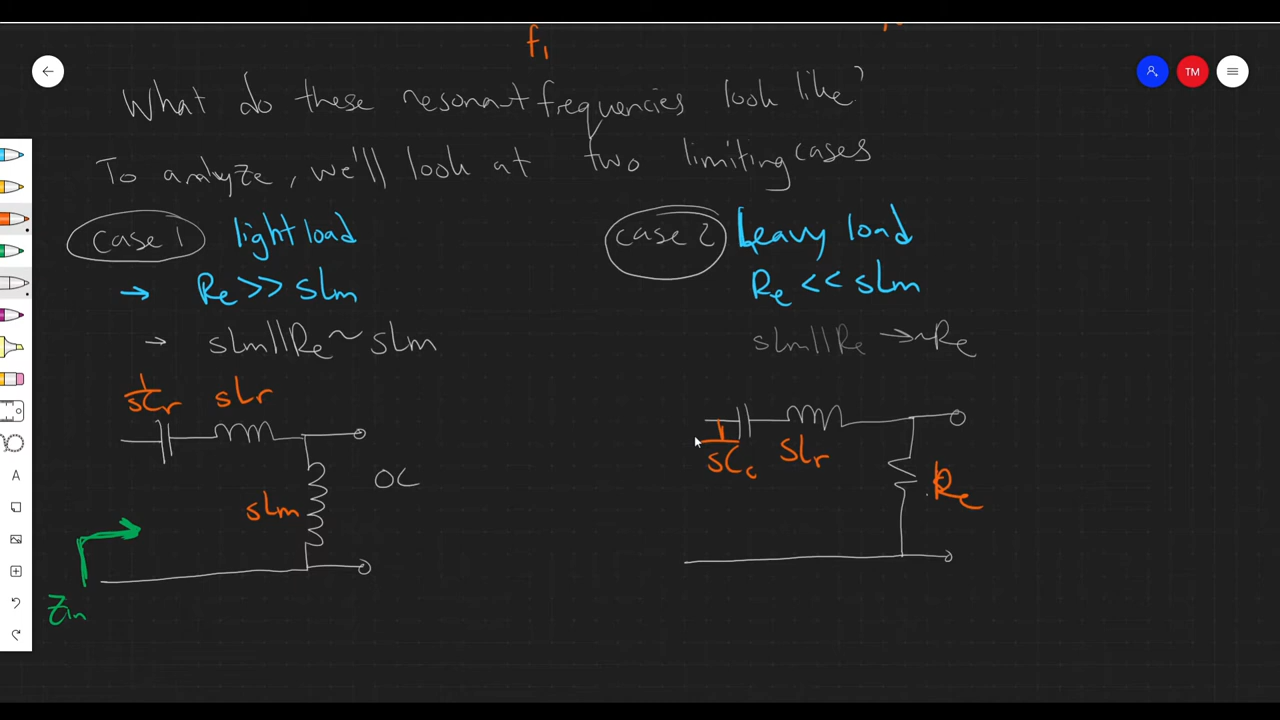 f1
What do these resonant frequencies look like?
To analyze, we'll look at two limiting cases
case 1 light load
→ Re >> sLm
→ sLm||Re ~ sLm
1/sCr sLr
sLm
OC
Zin
case 2 heavy load
Re << sLm
sLm||Re → ~Re
1/sCc sLr
Re
TM
A